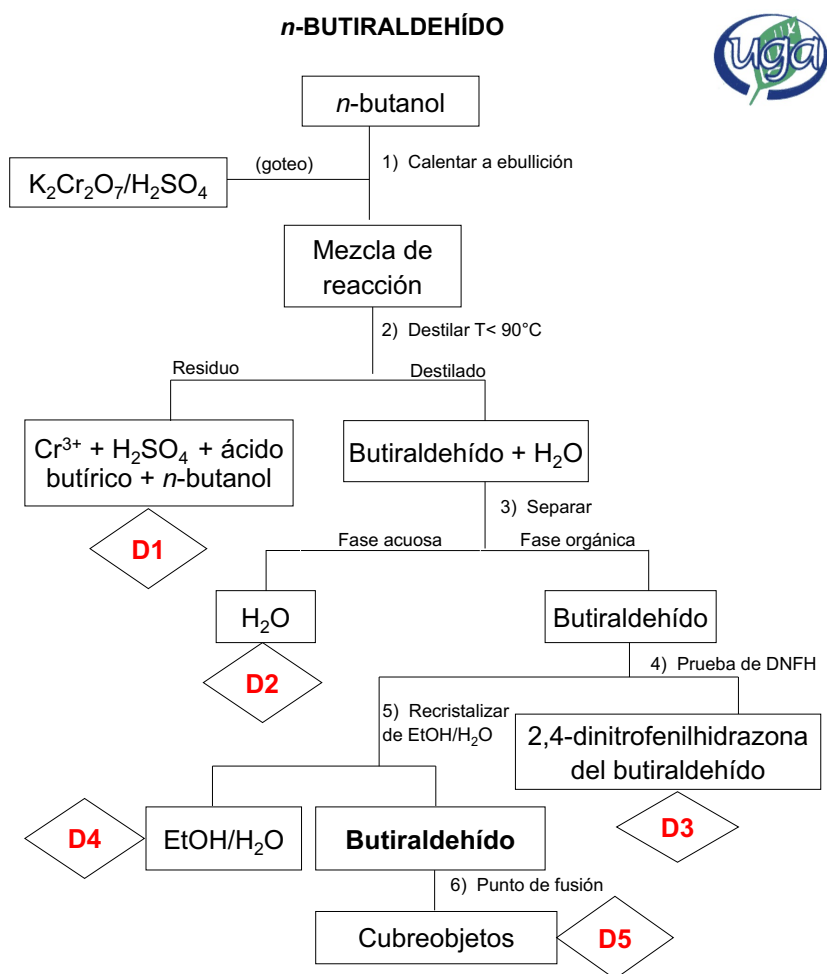 n-BUTIRALDEHÍDO
uga
n-butanol
(goteo)
1) Calentar a ebullición
K₂Cr₂O₇/H₂SO₄
Mezcla de
reacción
2) Destilar T< 90°C
Residuo
Destilado
Cr³⁺ + H₂SO₄ + ácido
butírico + n-butanol
Butiraldehído + H₂O
3) Separar
D1
Fase acuosa
Fase orgánica
H₂O
Butiraldehído
D2
4) Prueba de DNFH
5) Recristalizar
de EtOH/H₂O
2,4-dinitrofenilhidrazona
del butiraldehído
D3
D4
EtOH/H₂O
Butiraldehído
6) Punto de fusión
Cubreobjetos
D5